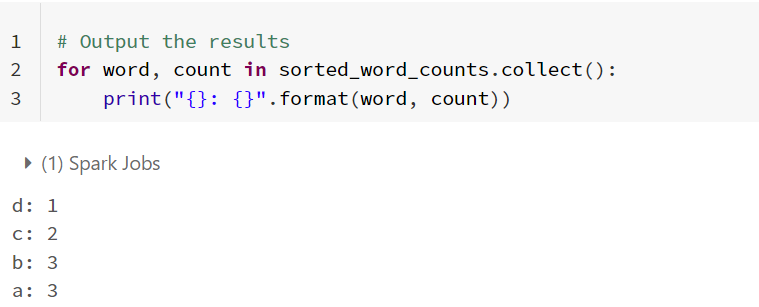 1 # Output the results
2 for word, count in sorted_word_counts.collect():
3     print("{}: {}".format(word, count))
(1) Spark Jobs
d: 1
c: 2
b: 3
a: 3